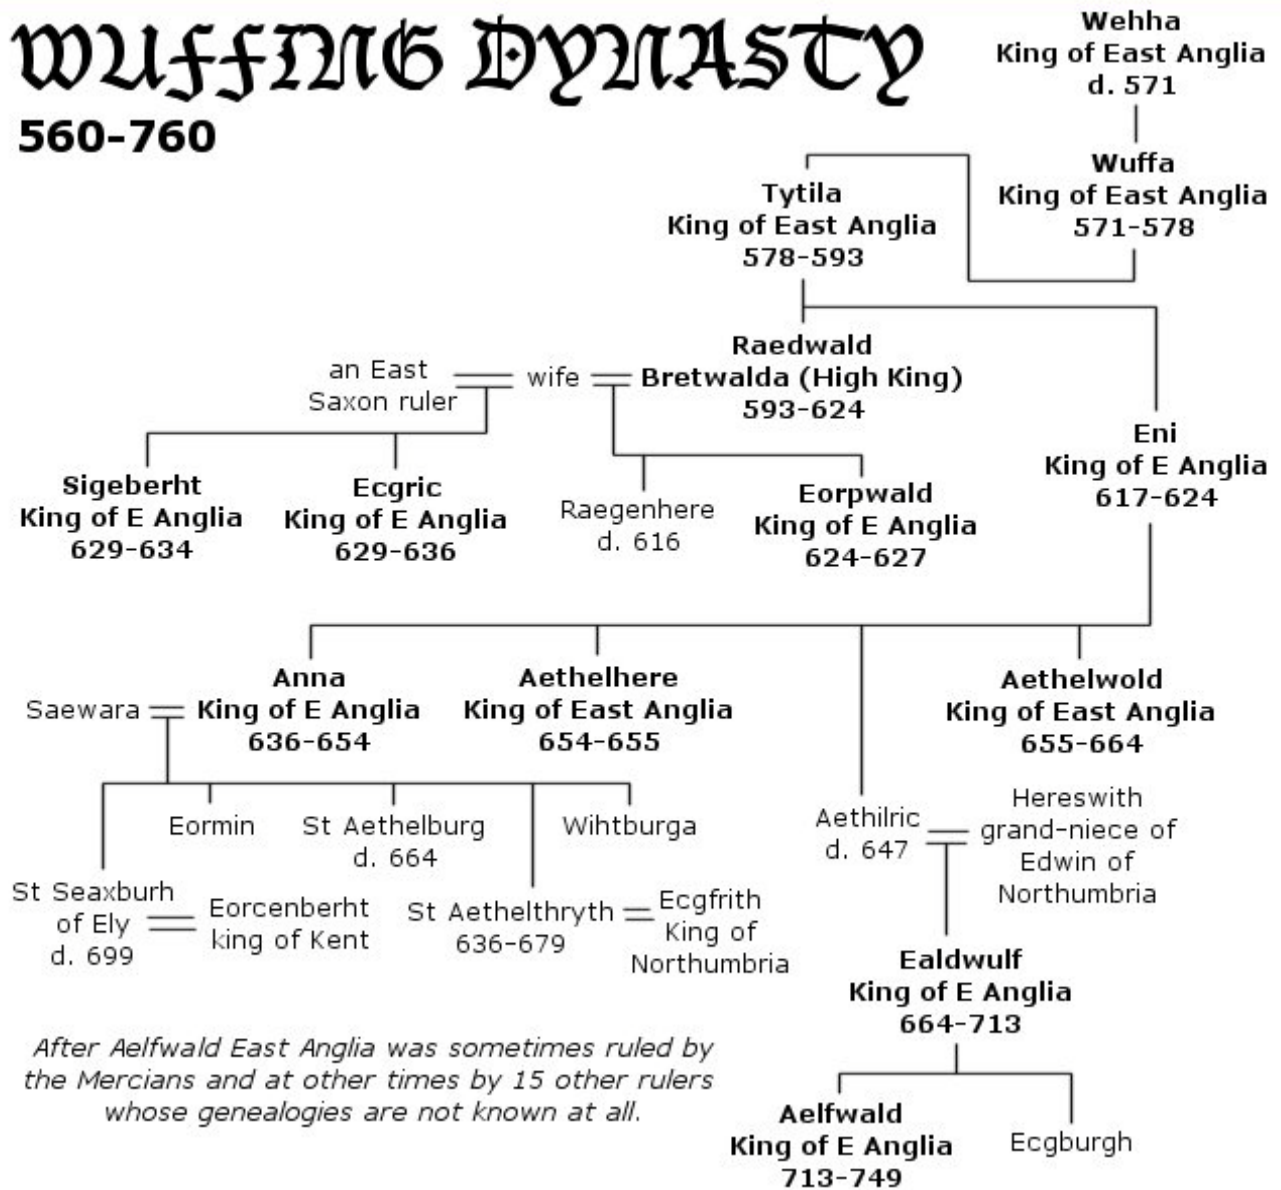 WUFFING DYNASTY
560-760
Wehha
King of East Anglia
d. 571
Wuffa
King of East Anglia
571-578
Tytila
King of East Anglia
578-593
Raedwald
Bretwalda (High King)
593-624
wife
an East
Saxon ruler
Eni
King of E Anglia
617-624
Sigeberht
King of E Anglia
629-634
Ecgric
King of E Anglia
629-636
Raegenhere
d. 616
Eorpwald
King of E Anglia
624-627
Saewara
Anna
King of E Anglia
636-654
Aethelhere
King of East Anglia
654-655
Aethelwold
King of East Anglia
655-664
Eormin
St Aethelburg
d. 664
Wihtburga
Aethilric
d. 647
Hereswith
grand-niece of
Edwin of
Northumbria
St Seaxburh
of Ely
d. 699
Eorcenberht
king of Kent
St Aethelthryth
636-679
Ecgfrith
King of
Northumbria
Ealdwulf
King of E Anglia
664-713
After Aelfwald East Anglia was sometimes ruled by
the Mercians and at other times by 15 other rulers
whose genealogies are not known at all.
Aelfwald
King of E Anglia
713-749
Ecgburgh